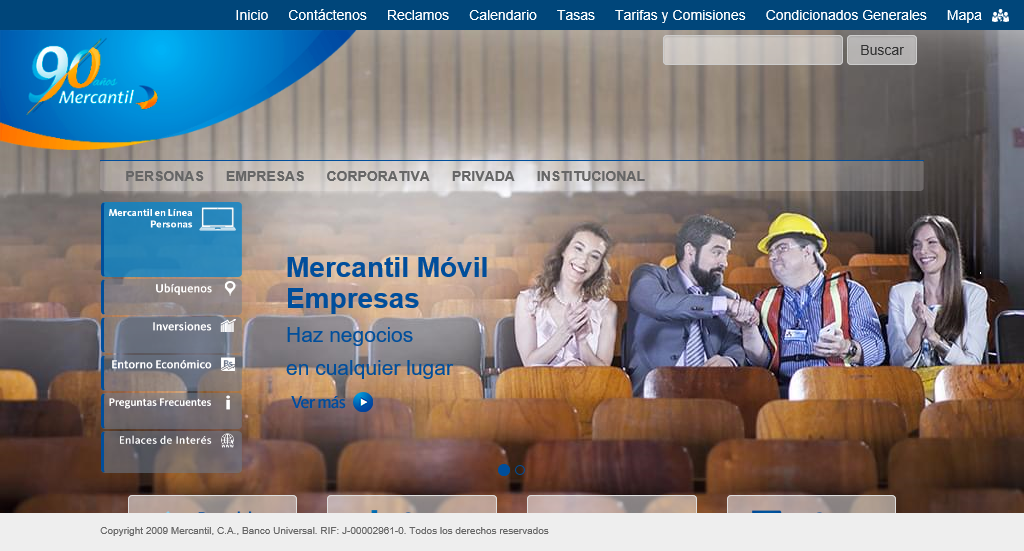 Inicio Contáctenos Reclamos Calendario Tasas Tarifas y Comisiones Condicionados Generales Mapa
Buscar
90
años
Mercantil
PERSONAS EMPRESAS CORPORATIVA PRIVADA INSTITUCIONAL
Mercantil en Línea
Personas
Ubíquenos
Inversiones
Entorno Económico
Bs
Preguntas Frecuentes
Enlaces de Interés
Mercantil Móvil
Empresas
Haz negocios
en cualquier lugar
Ver más
Copyright 2009 Mercantil, C.A., Banco Universal. RIF: J-00002961-0. Todos los derechos reservados